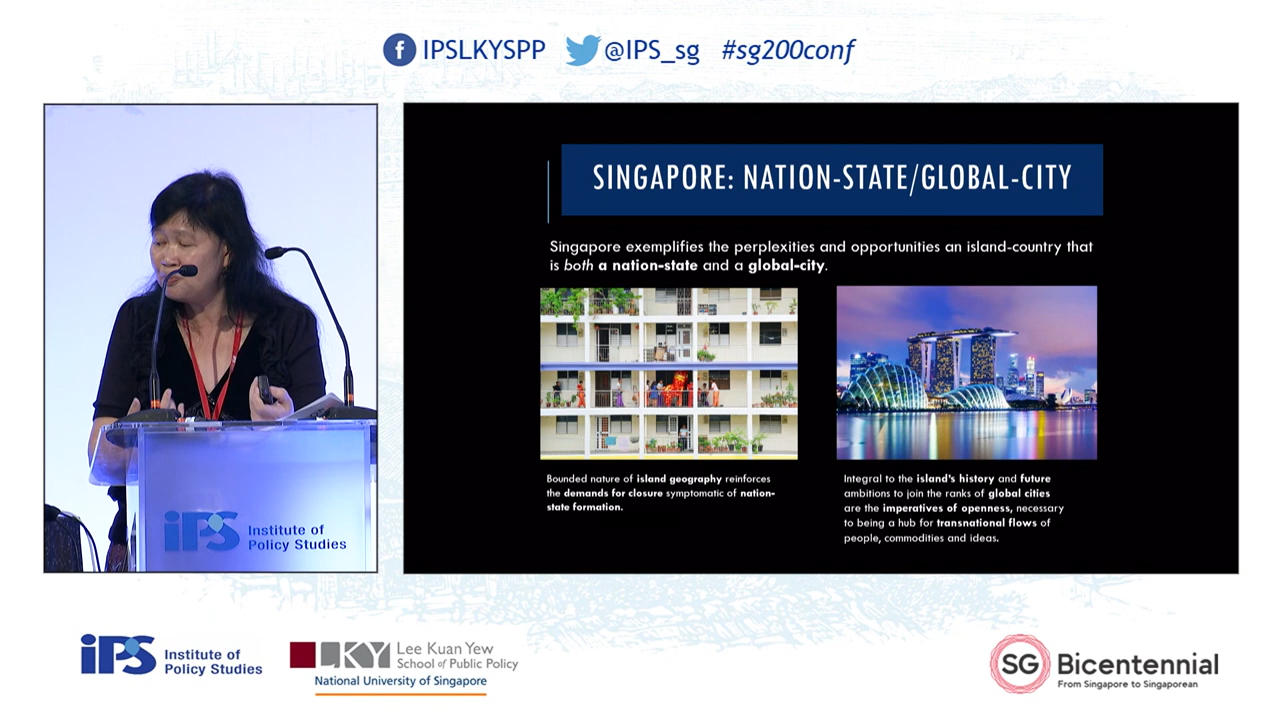 f IPSLKYSPP @IPS_sg #sg200conf
SINGAPORE: NATION-STATE/GLOBAL-CITY
Singapore exemplifies the perplexities and opportunities an island-country that
is both a nation-state and a global-city.
Bounded nature of island geography reinforces
the demands for closure symptomatic of nation-
state formation.
Integral to the island's history and future
ambitions to join the ranks of global cities
are the imperatives of openness, necessary
to being a hub for transnational flows of
people, commodities and ideas.
iPS Institute of
Policy Studies
iPS Institute of
Policy Studies
LKY Lee Kuan Yew
School of Public Policy
National University of Singapore
SG Bicentennial
From Singapore to Singaporean